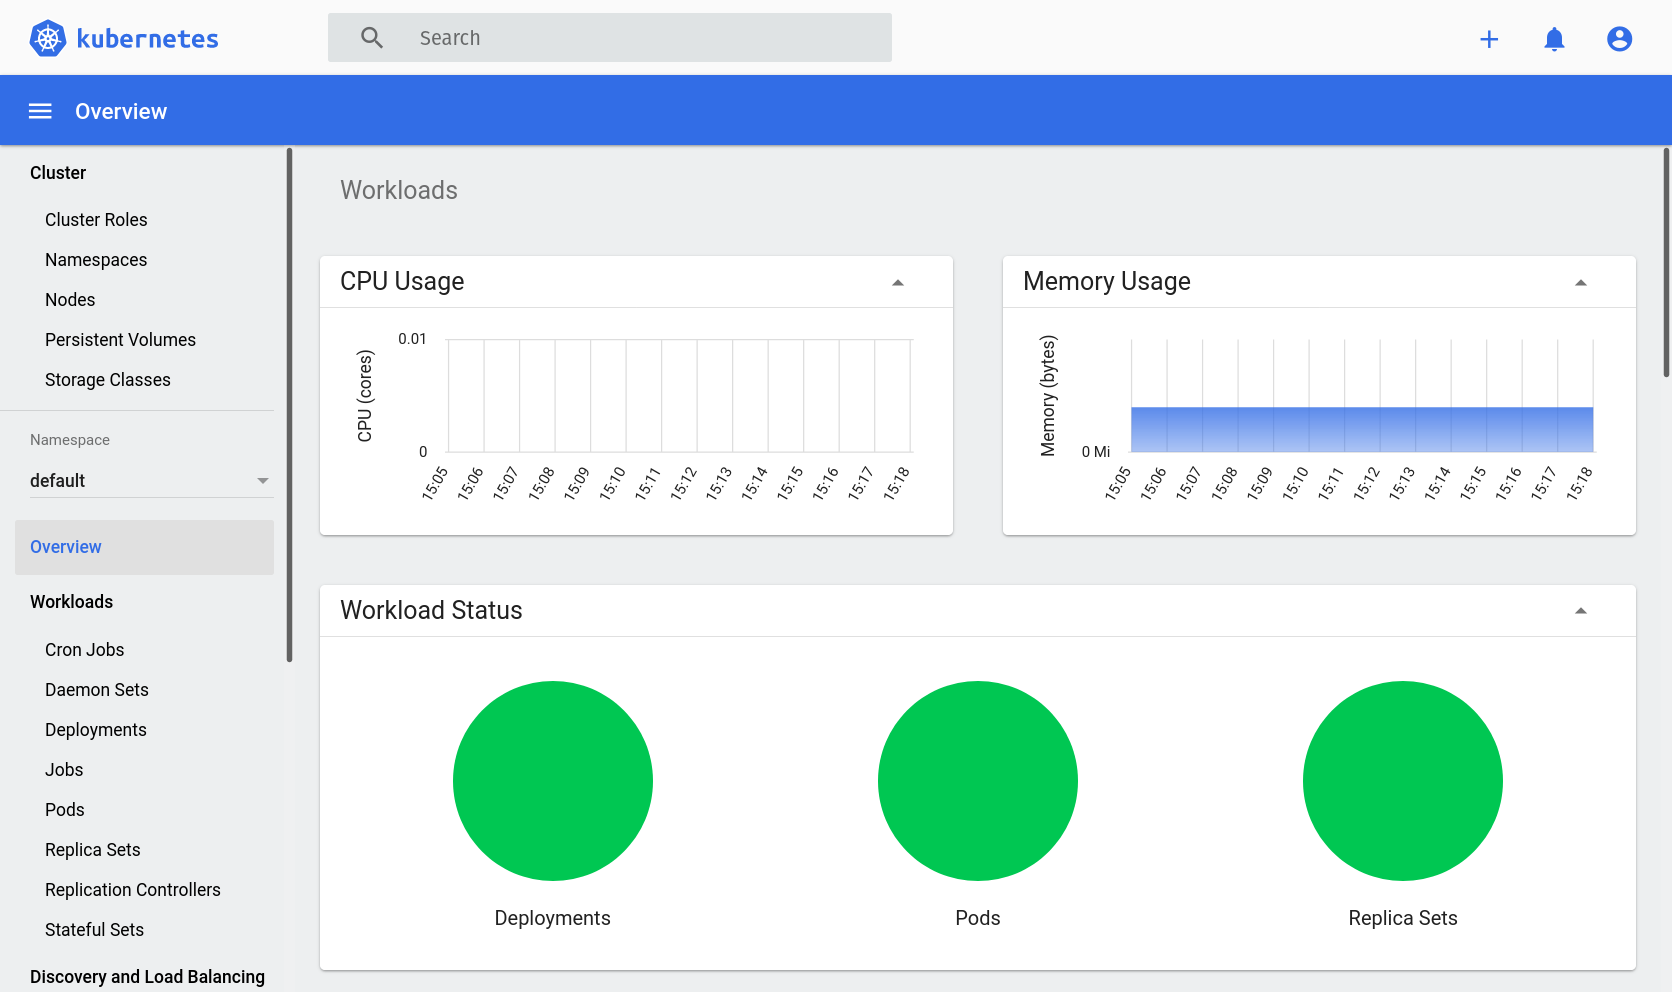 kubernetes
Search
Overview
Cluster
Cluster Roles
Namespaces
Nodes
Persistent Volumes
Storage Classes
Namespace
default
Overview
Workloads
Cron Jobs
Daemon Sets
Deployments
Jobs
Pods
Replica Sets
Replication Controllers
Stateful Sets
Discovery and Load Balancing
Workloads
CPU Usage
CPU (cores)
0.01
0
15:05 15:06 15:07 15:08 15:09 15:10 15:11 15:12 15:13 15:14 15:15 15:16 15:17 15:18
Memory Usage
Memory (bytes)
0 Mi
15:05 15:06 15:07 15:08 15:09 15:10 15:11 15:12 15:13 15:14 15:15 15:16 15:17 15:18
Workload Status
Deployments
Pods
Replica Sets